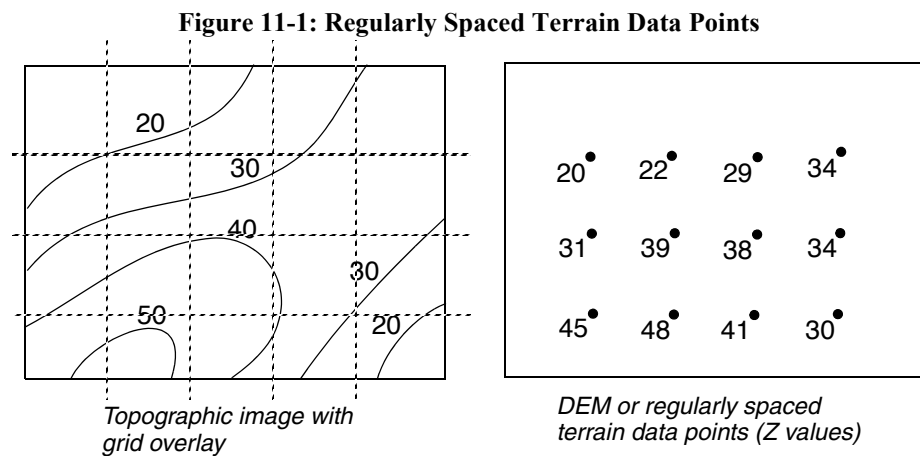 Figure 11-1: Regularly Spaced Terrain Data Points
20
30
40
30
50
20
Topographic image with
grid overlay
20 22 29 34
31 39 38 34
45 48 41 30
DEM or regularly spaced
terrain data points (Z values)